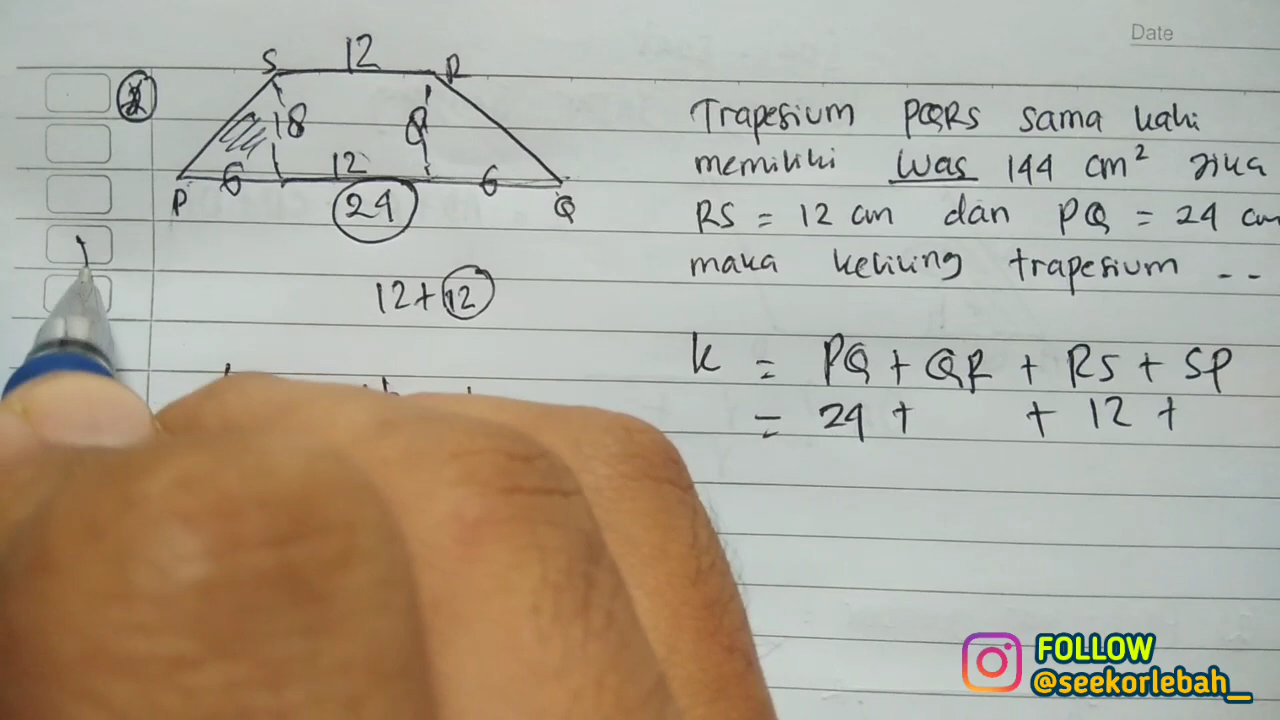 Date
S 12 R
8 8
6 12 6
P 24 Q
12+12
Trapesium PQRS sama kaki
memiliki Luas 144 cm² jika
RS = 12 cm dan PQ = 24 cm
maka keliling trapesium --
K = PQ + QR + RS + SP
= 24 + + 12 +
FOLLOW
@seekorlebah_